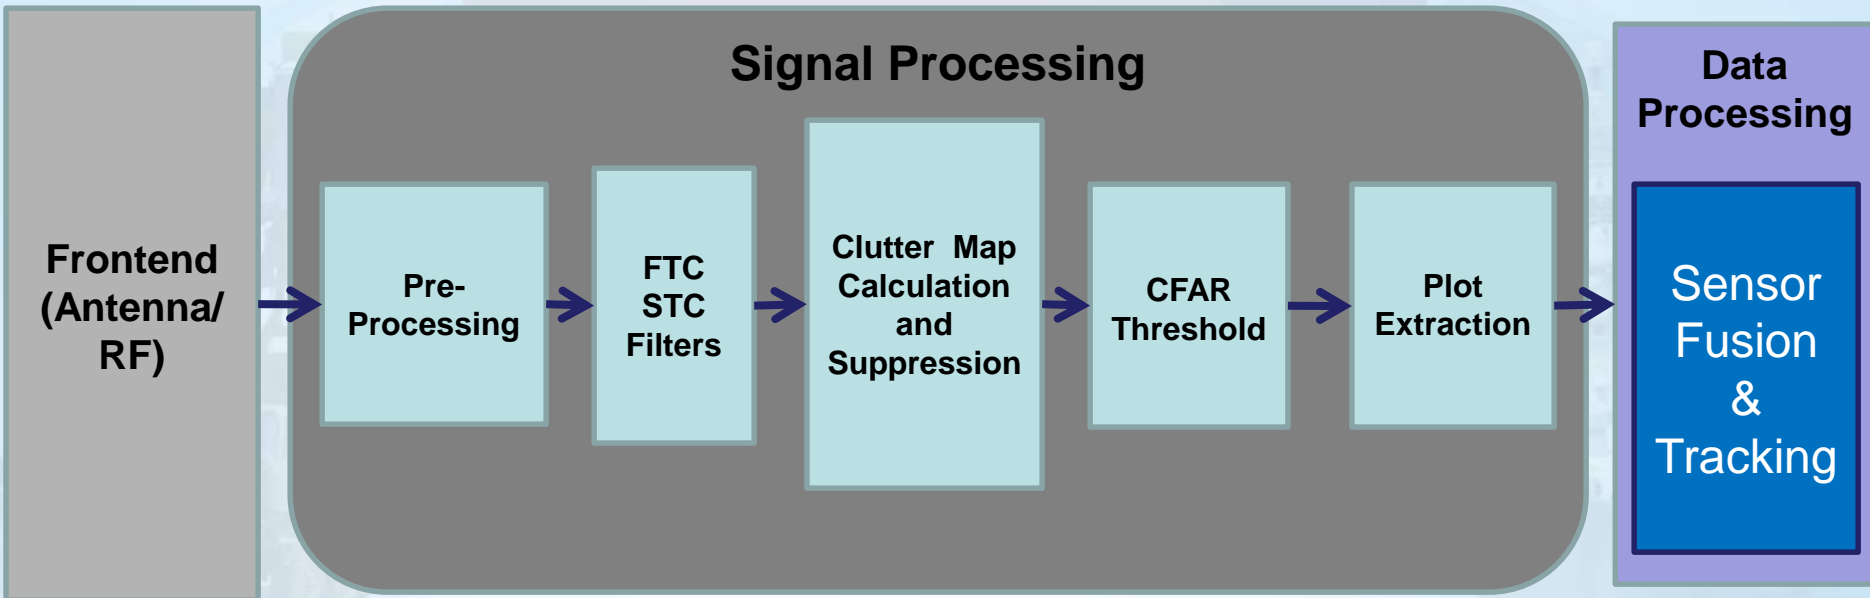 Signal Processing
Data
Processing
Frontend
(Antenna/
RF)
Pre-
Processing
FTC
STC
Filters
Clutter Map
Calculation
and
Suppression
CFAR
Threshold
Plot
Extraction
Sensor
Fusion
&
Tracking